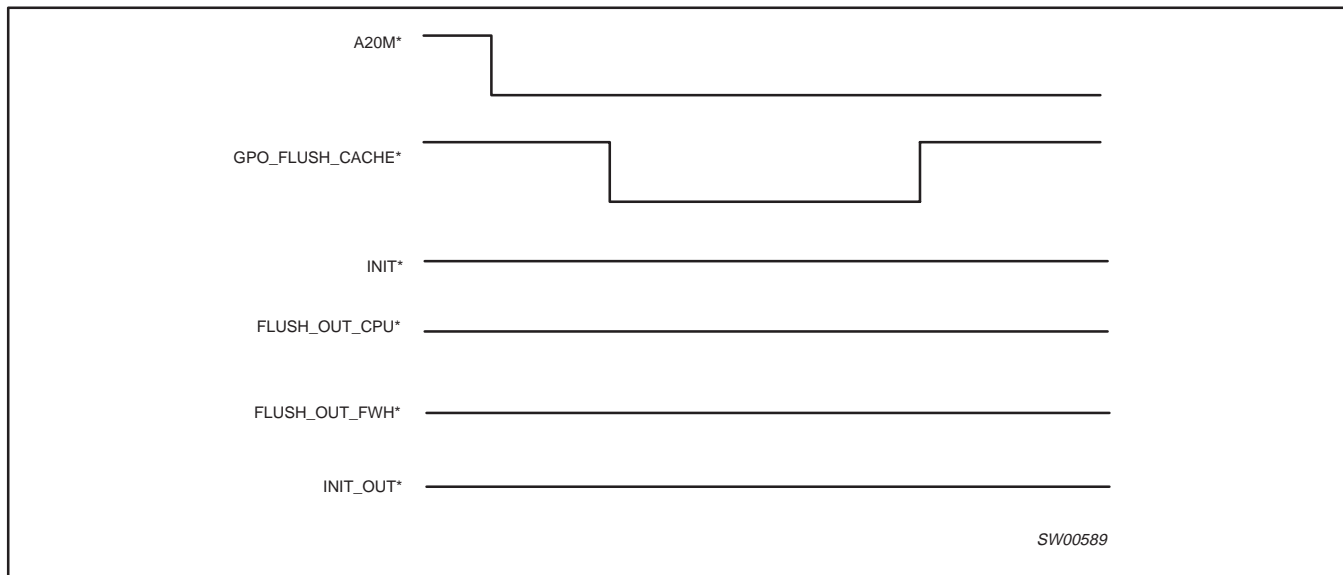 A20M*
GPO_FLUSH_CACHE*
INIT*
FLUSH_OUT_CPU*
FLUSH_OUT_FWH*
INIT_OUT*
SW00589